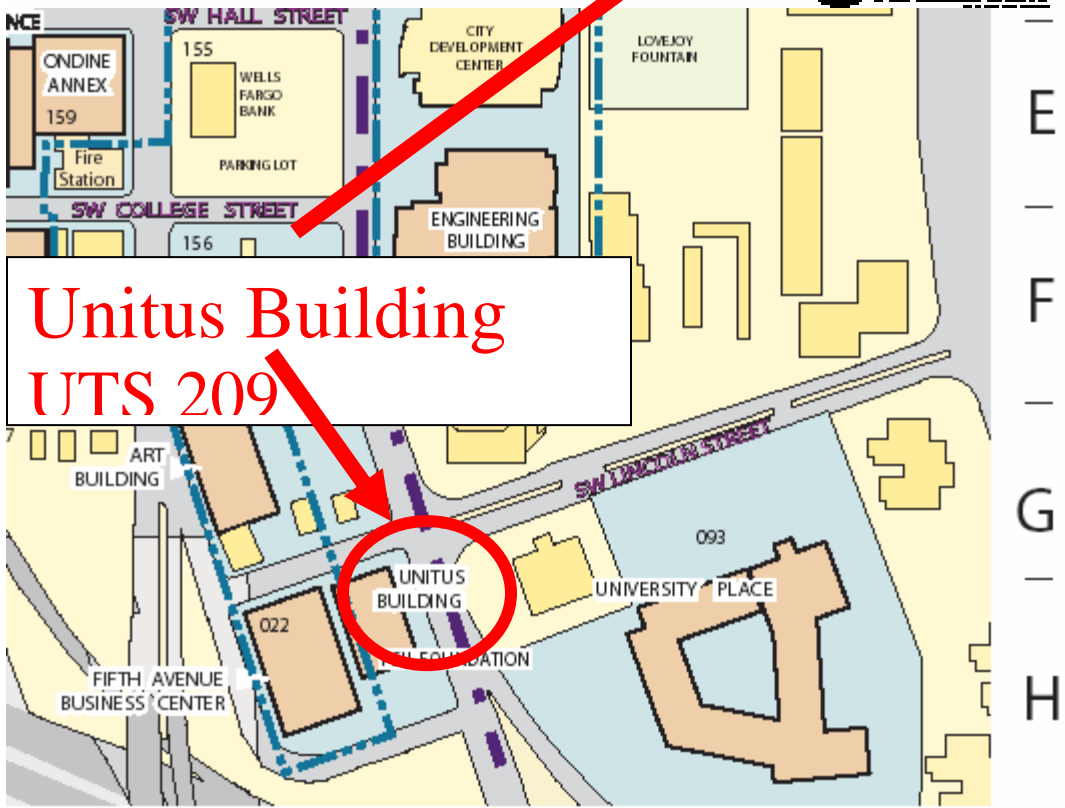 NCE
SW HALL STREET
ONDINE
ANNEX
159
155
WELLS
FARGO
BANK
PARKING LOT
CITY
DEVELOPMENT
CENTER
LOVEJOY
FOUNTAIN
E
Fire
Station
SW COLLEGE STREET
156
ENGINEERING
BUILDING
F
Unitus Building
UTS 209
7
ART
BUILDING
SW LINCOLN STREET
G
093
UNITUS
BUILDING
UNIVERSITY PLACE
022
FOUNDATION
FIFTH AVENUE
BUSINESS CENTER
H